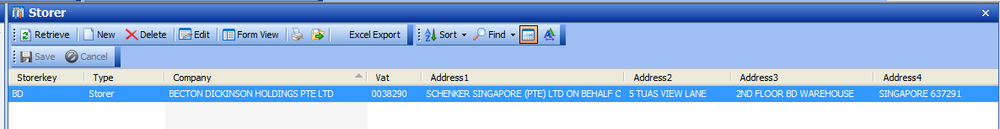 Storer
Retrieve New Delete Edit Form View Excel Export Sort Find
Save Cancel
Storerkey Type Company Vat Address1 Address2 Address3 Address4
BD Storer BECTON DICKINSON HOLDINGS PTE LTD 0038290 SCHENKER SINGAPORE (PTE) LTD ON BEHALF C 5 TUAS VIEW LANE 2ND FLOOR BD WAREHOUSE SINGAPORE 637291